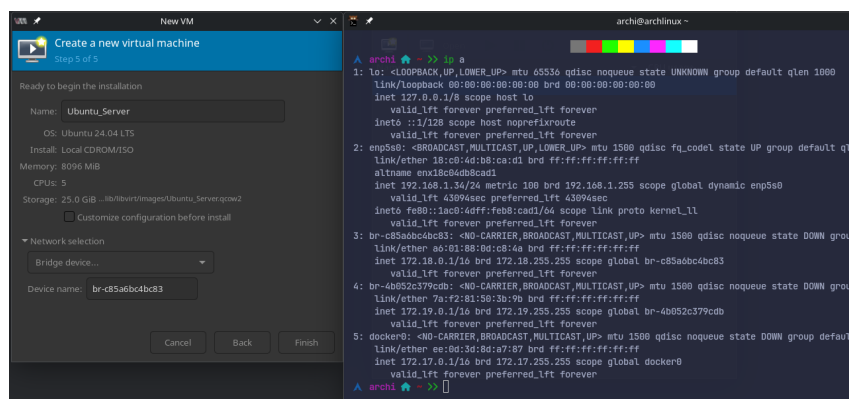 New VM
Create a new virtual machine
Step 5 of 5
Ready to begin the installation
Name: Ubuntu_Server
OS: Ubuntu 24.04 LTS
Install: Local CDROM/ISO
Memory: 8096 MiB
CPUs: 5
Storage: 25.0 GiB ...lib/libvirt/images/Ubuntu_Server.qcow2
Customize configuration before install
Network selection
Bridge device...
Device name: br-c85a6bc4bc83
Cancel Back Finish
archi@archlinux ~
archi ~ >> ip a
1: lo: <LOOPBACK,UP,LOWER_UP> mtu 65536 qdisc noqueue state UNKNOWN group default qlen 1000
link/loopback 00:00:00:00:00:00 brd 00:00:00:00:00:00
inet 127.0.0.1/8 scope host lo
valid_lft forever preferred_lft forever
inet6 ::1/128 scope host noprefixroute
valid_lft forever preferred_lft forever
2: enp5s0: <BROADCAST,MULTICAST,UP,LOWER_UP> mtu 1500 qdisc fq_codel state UP group default ql
link/ether 18:c0:4d:b8:ca:d1 brd ff:ff:ff:ff:ff:ff
altname enx18c04db8cad1
inet 192.168.1.34/24 metric 100 brd 192.168.1.255 scope global dynamic enp5s0
valid_lft 43094sec preferred_lft 43094sec
inet6 fe80::1ac0:4dff:feb8:cad1/64 scope link proto kernel_ll
valid_lft forever preferred_lft forever
3: br-c85a6bc4bc83: <NO-CARRIER,BROADCAST,MULTICAST,UP> mtu 1500 qdisc noqueue state DOWN grou
link/ether a6:01:88:0d:c8:4a brd ff:ff:ff:ff:ff:ff
inet 172.18.0.1/16 brd 172.18.255.255 scope global br-c85a6bc4bc83
valid_lft forever preferred_lft forever
4: br-4b052c379cdb: <NO-CARRIER,BROADCAST,MULTICAST,UP> mtu 1500 qdisc noqueue state DOWN grou
link/ether 7a:f2:81:50:3b:9b brd ff:ff:ff:ff:ff:ff
inet 172.19.0.1/16 brd 172.19.255.255 scope global br-4b052c379cdb
valid_lft forever preferred_lft forever
5: docker0: <NO-CARRIER,BROADCAST,MULTICAST,UP> mtu 1500 qdisc noqueue state DOWN group defaul
link/ether ee:0d:3d:8d:a7:87 brd ff:ff:ff:ff:ff:ff
inet 172.17.0.1/16 brd 172.17.255.255 scope global docker0
valid_lft forever preferred_lft forever
archi ~ >>